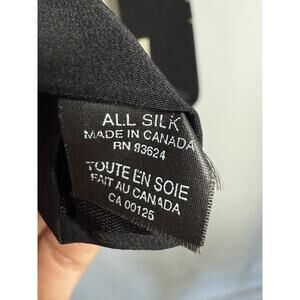 ALL SILK
MADE IN CANADA
RN 93624
TOUTE EN SOIE
FAIT AU CANADA
CA 00125